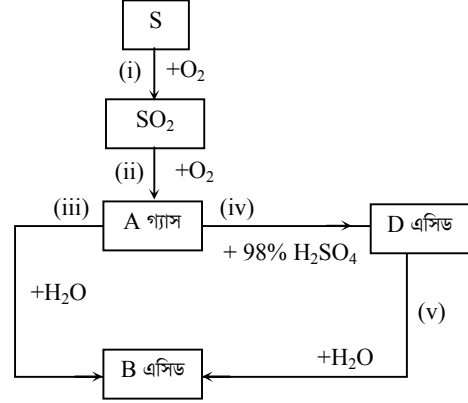 S
(i) +O₂
SO₂
(ii) +O₂
(iii) A গ্যাস (iv) D এসিড
+ 98% H₂SO₄
+H₂O (v)
+H₂O
B এসিড